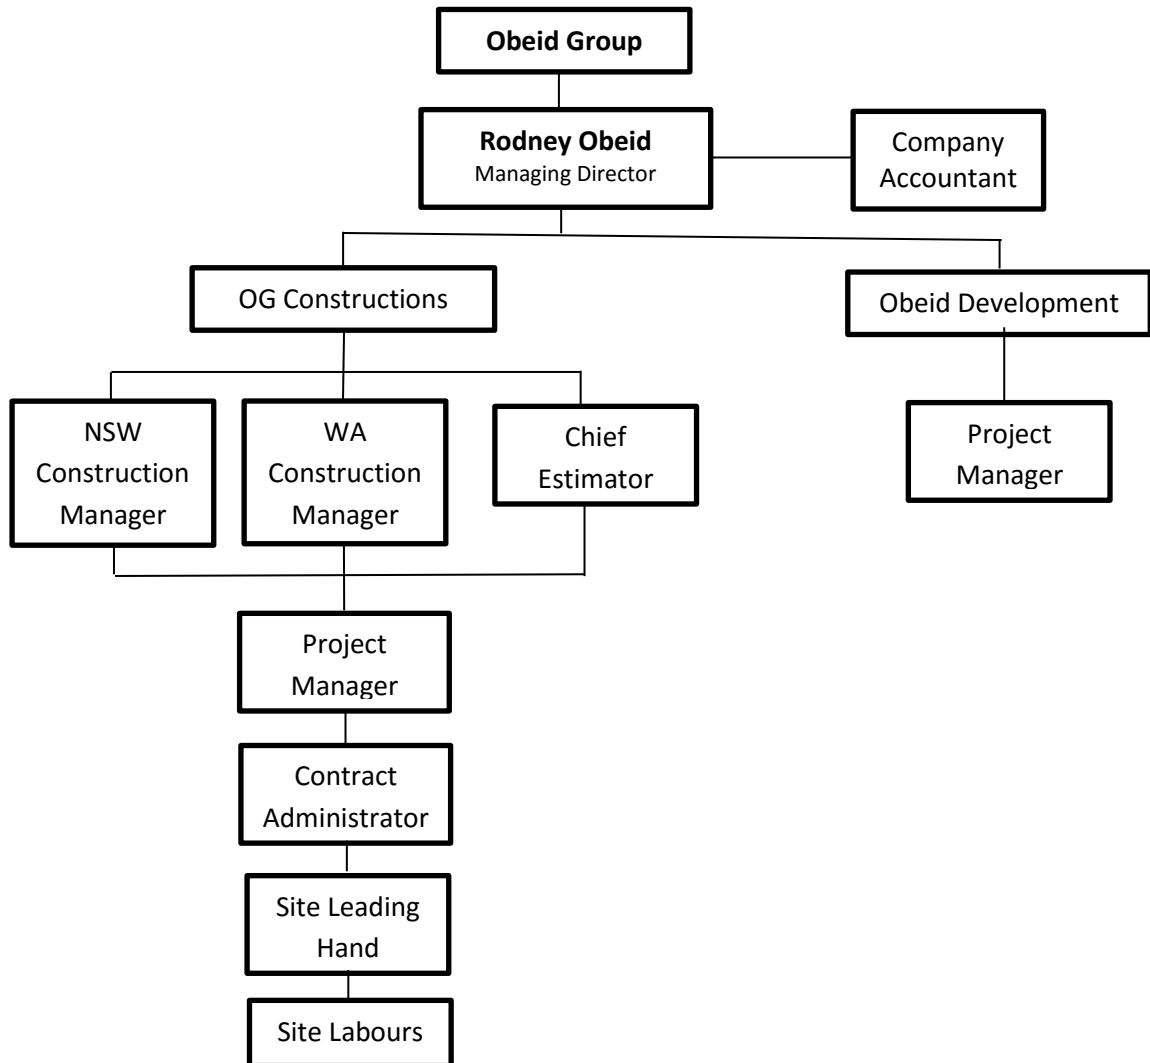 Obeid Group
Rodney Obeid
Managing Director
Company
Accountant
OG Constructions
Obeid Development
NSW
Construction
Manager
WA
Construction
Manager
Chief
Estimator
Project
Manager
Project
Manager
Contract
Administrator
Site Leading
Hand
Site Labours